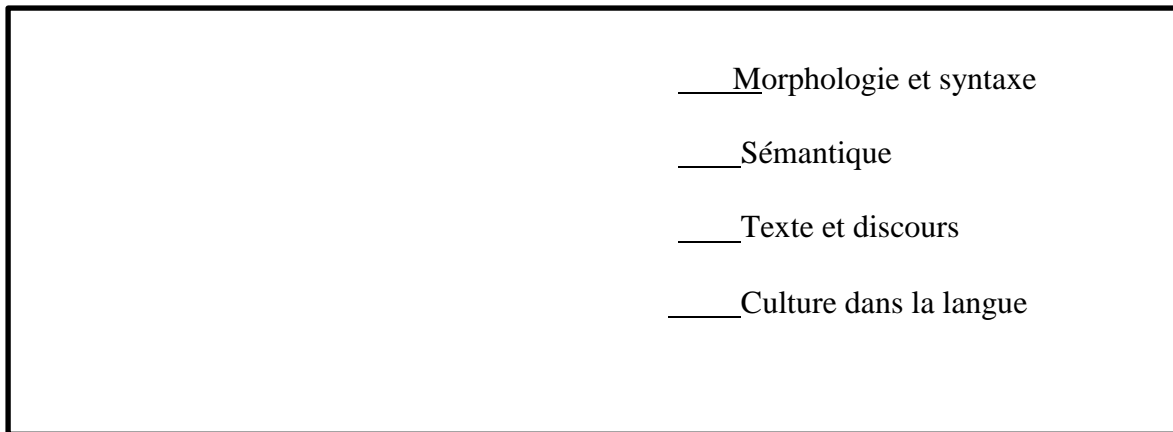 Morphologie et syntaxe
Sémantique
Texte et discours
Culture dans la langue